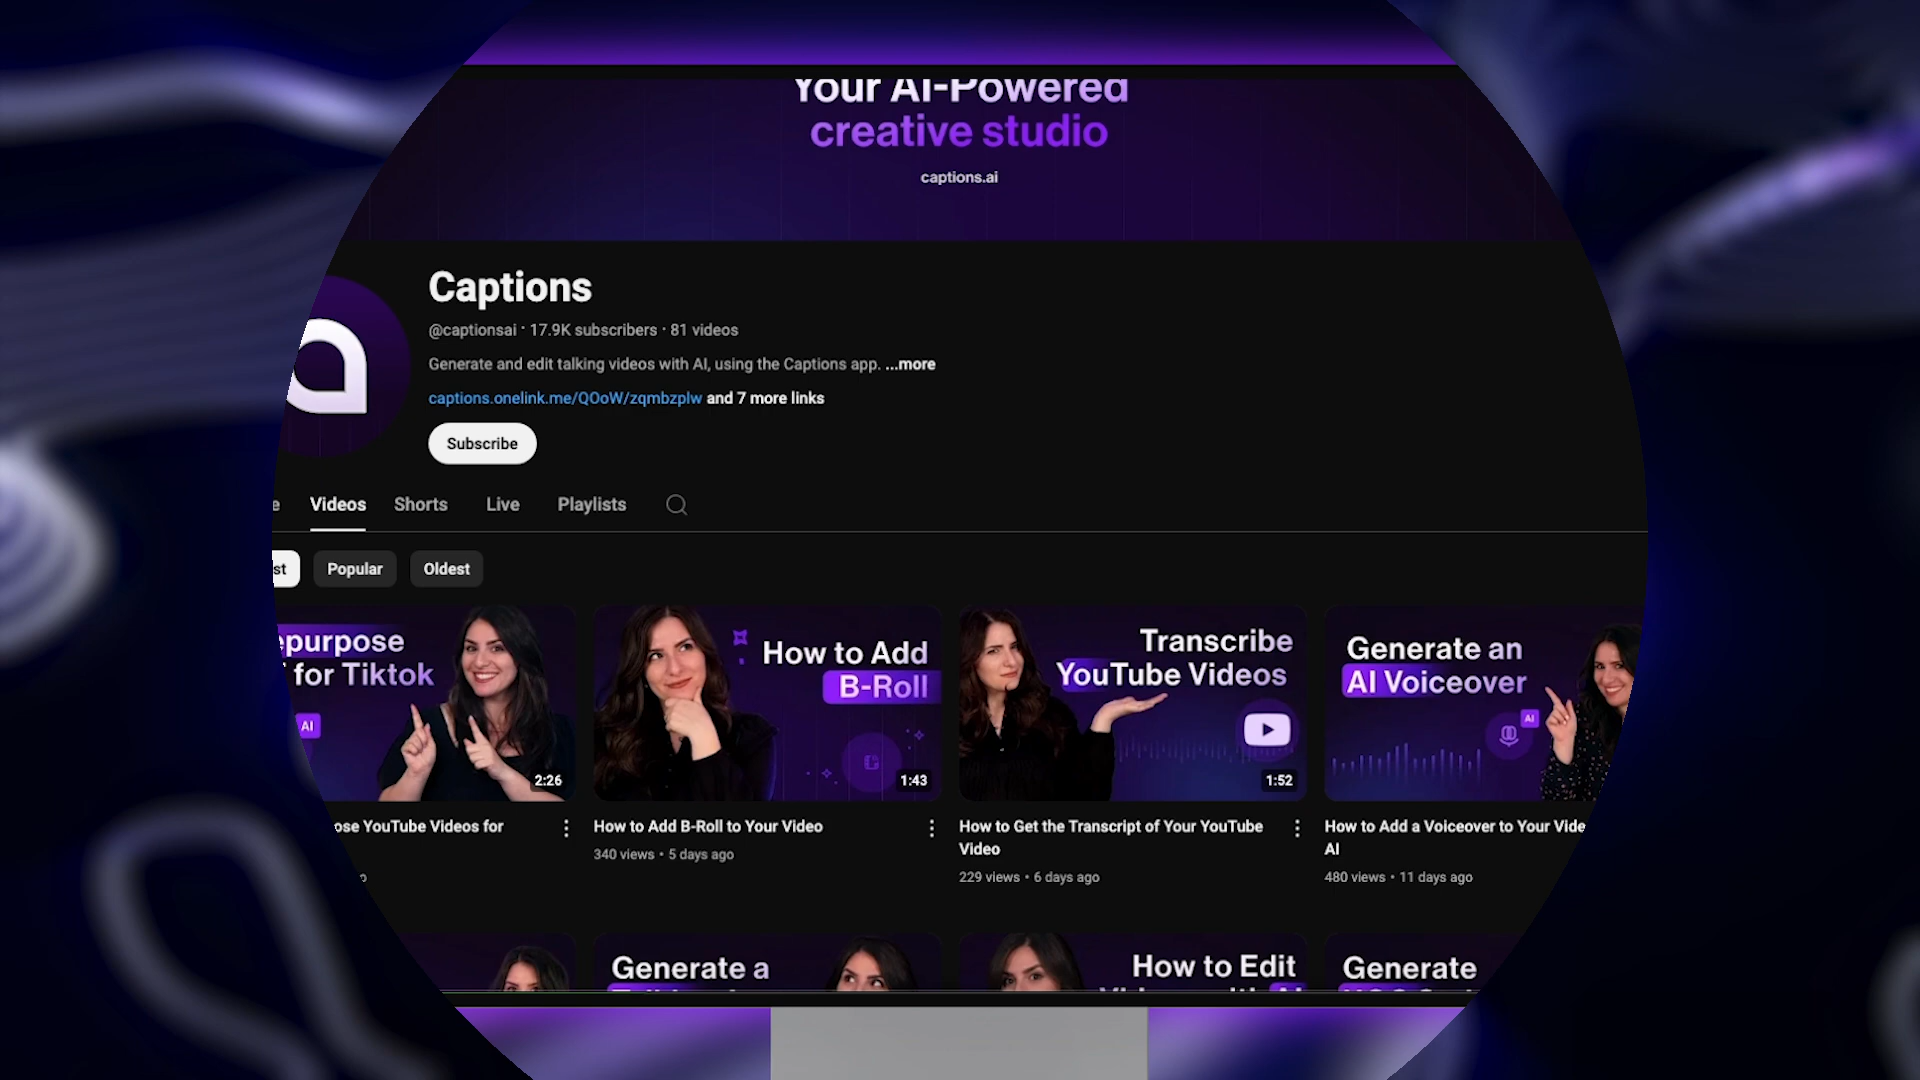 Your AI-Powered
creative studio
captions.ai
Captions
@captionsai · 17.9K subscribers · 81 videos
Generate and edit talking videos with AI, using the Captions app. ...more
captions.onelink.me/QOoW/zqmbzplw and 7 more links
Subscribe
e Videos Shorts Live Playlists
st Popular Oldest
epurpose
for Tiktok
AI
2:26
How to Add
B-Roll
1:43
Transcribe
YouTube Videos
1:52
Generate an
AI Voiceover
AI
ose YouTube Videos for
o
How to Add B-Roll to Your Video
340 views • 5 days ago
How to Get the Transcript of Your YouTube
Video
229 views • 6 days ago
How to Add a Voiceover to Your Vide
AI
480 views • 11 days ago
Generate a
How to Edit
Generate